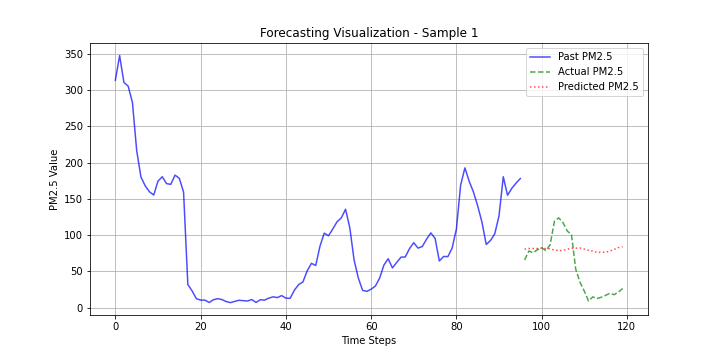 Forecasting Visualization - Sample 1
Past PM2.5
Actual PM2.5
Predicted PM2.5
PM2.5 Value
350
300
250
200
150
100
50
0
0
20
40
60
80
100
120
Time Steps